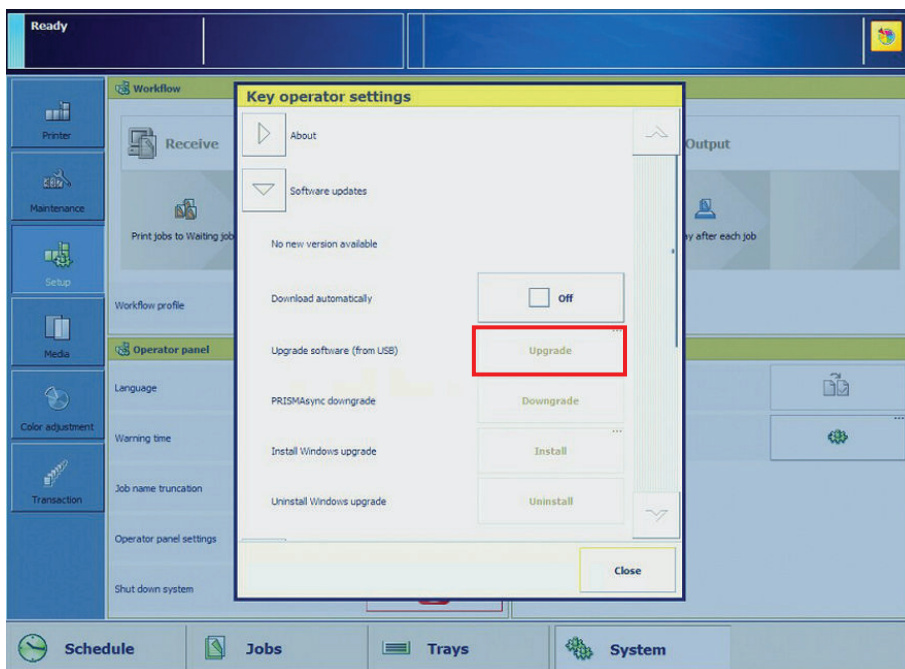 Ready
Workflow
Key operator settings
Printer
Receive
About
Output
Maintenance
Software updates
Print jobs to Waiting job
No new version available
ay after each job
Setup
Workflow profile
Download automatically
Off
Media
Operator panel
Upgrade software (from USB)
Upgrade
Language
PRISMAsync downgrade
Downgrade
Color adjustment
Warning time
Install Windows upgrade
Install
Transaction
Job name truncation
Uninstall Windows upgrade
Uninstall
Operator panel settings
Close
Shut down system
Schedule
Jobs
Trays
System